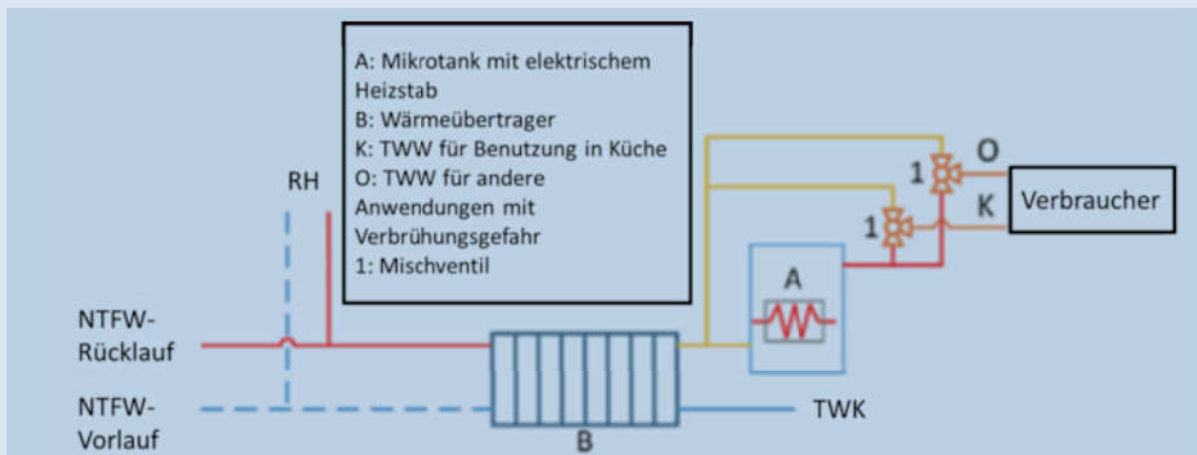 A: Mikrotank mit elektrischem
Heizstab
B: Wärmeübertrager
K: TWW für Benutzung in Küche
O: TWW für andere
Anwendungen mit
Verbrühungsgefahr
1: Mischventil
RH
1
O
K
1
Verbraucher
A
NTFW-
Rücklauf
NTFW-
Vorlauf
TWK
B